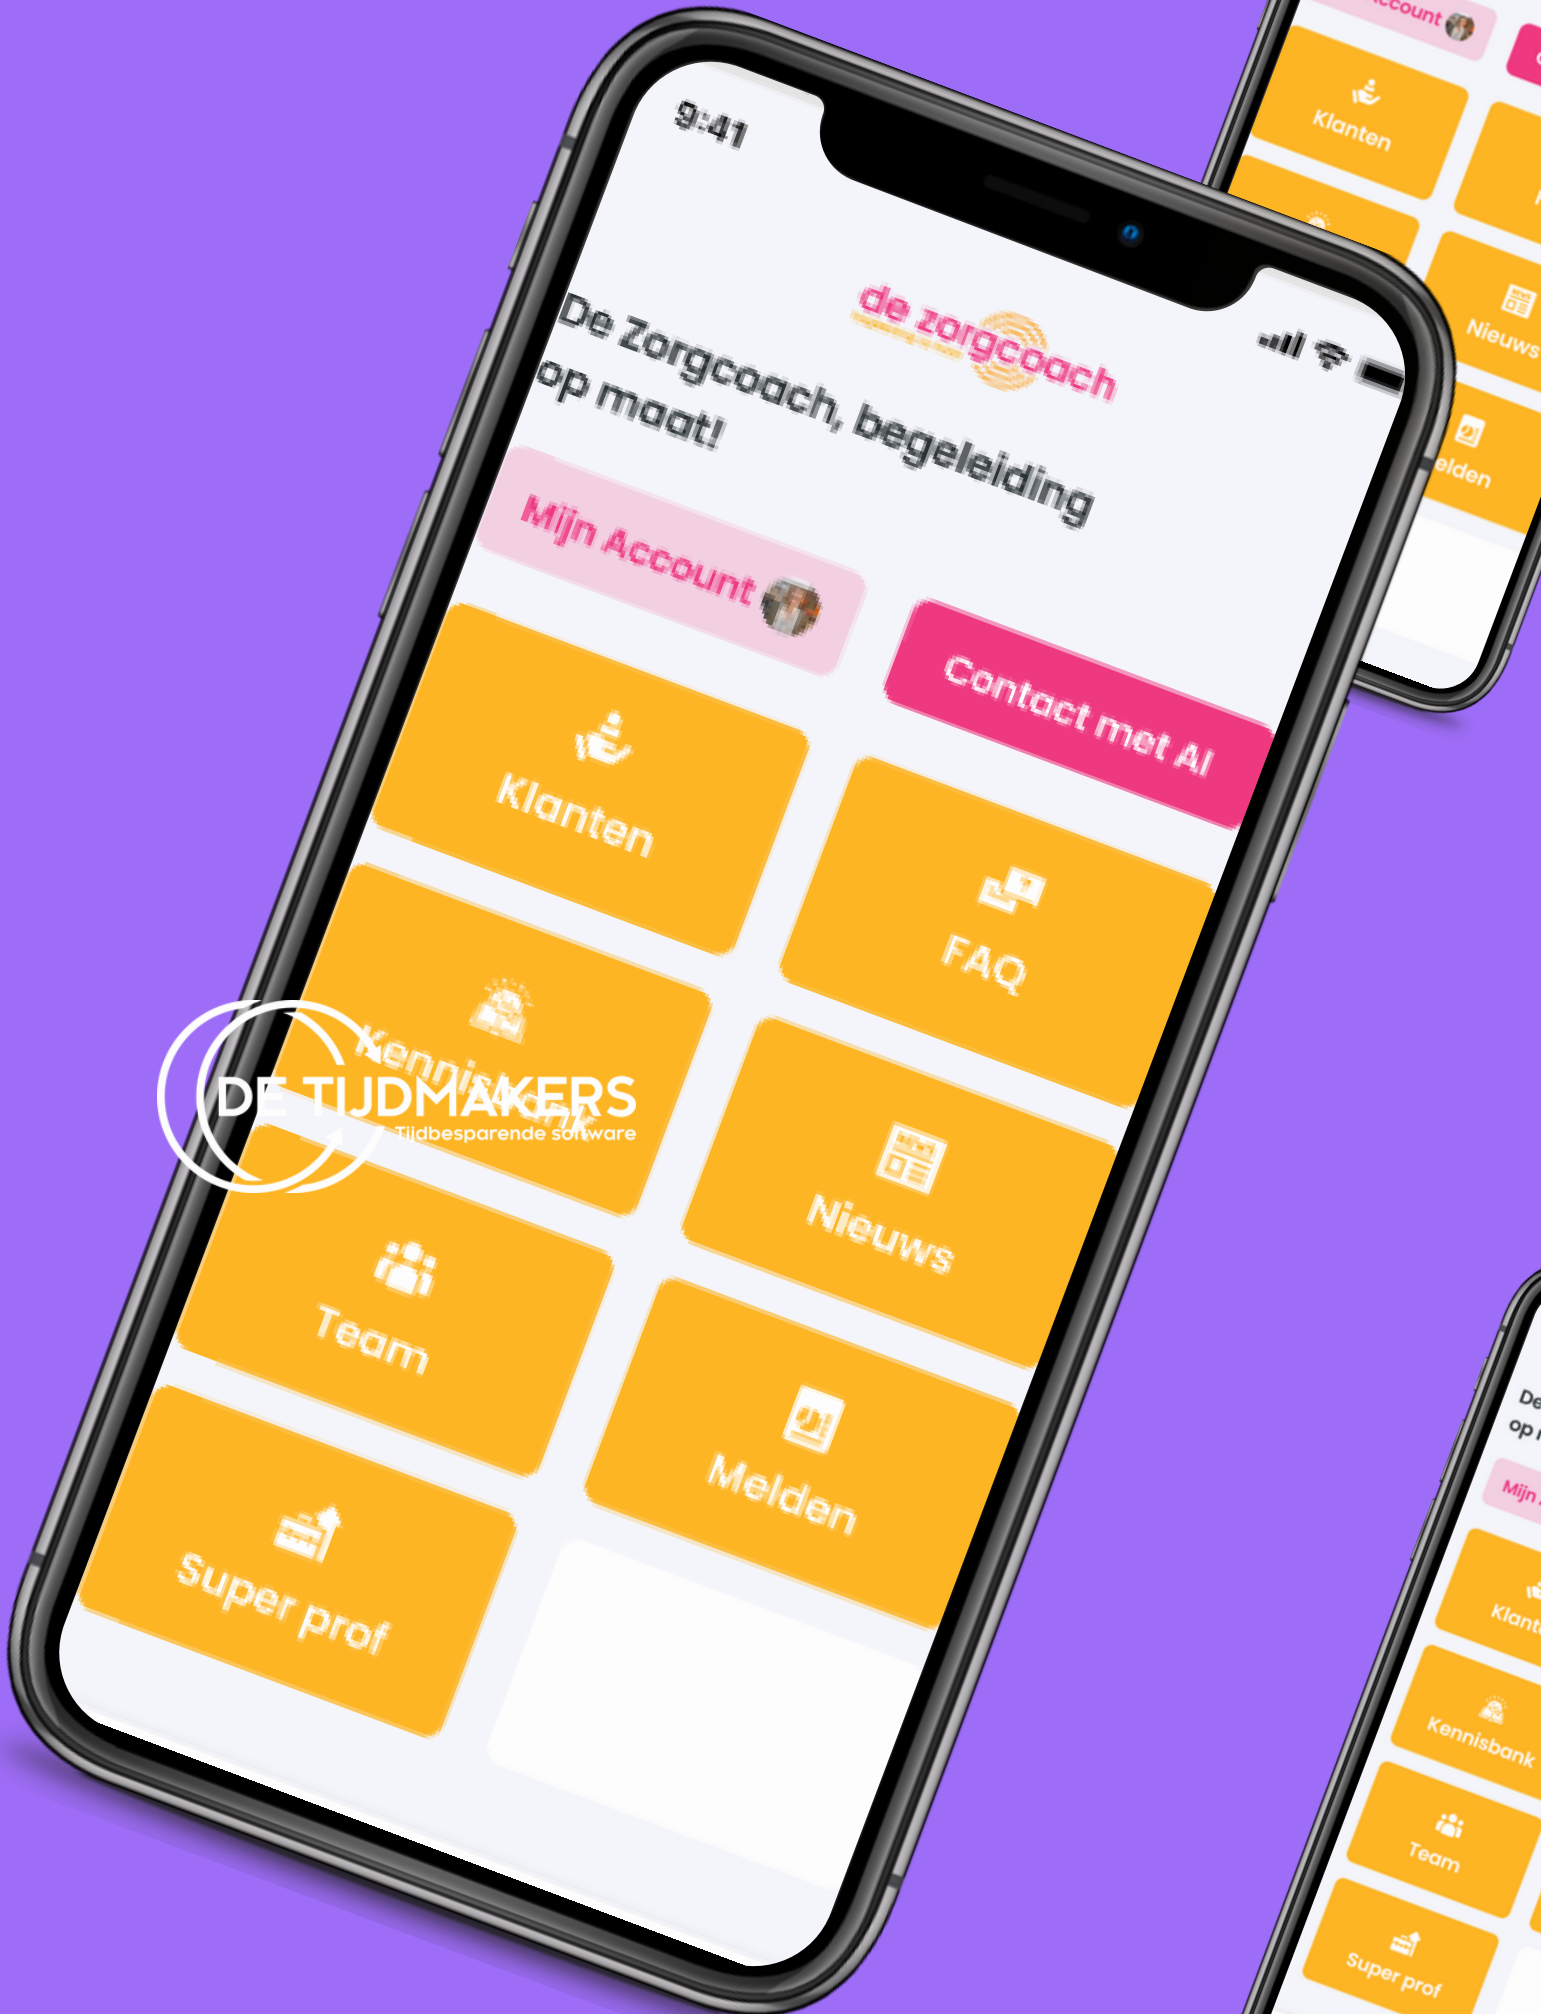 9:41
de zorgcoach
De Zorgcoach, begeleiding
op maat!
Mijn Account
Contact met AI
Klanten
FAQ
Kennisbank
Nieuws
Team
Melden
Super prof
DE TIJDMAKERS
Tijdbesparende software
Klanten
Nieuws
Kennisbank
Team
Super prof